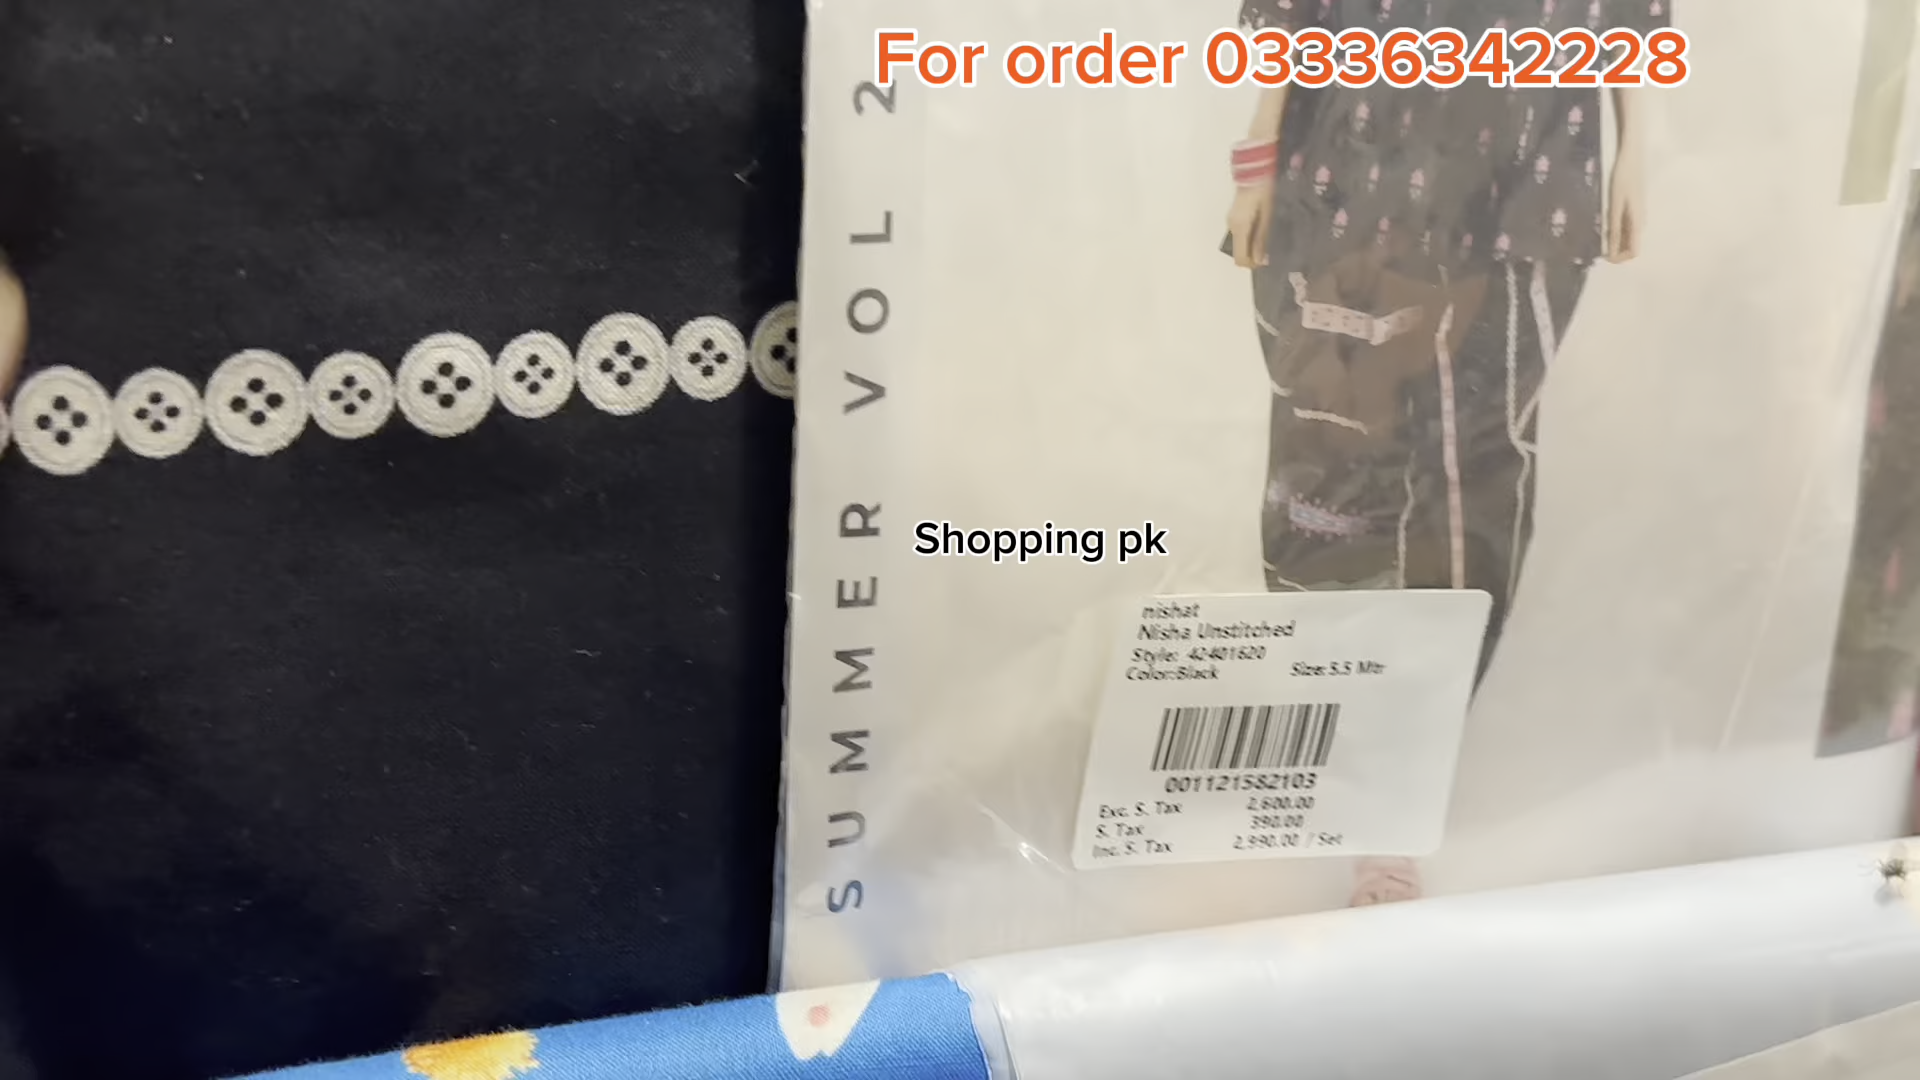 For order 03336342228
SUMMER VOL 2
Shopping pk
nishat
Nisha Unstitched
Style: 42401620
Color:Black Size:5.5 Mtr
001121582103
Exc. S. Tax 2,600.00
S. Tax 390.00
Inc. S. Tax 2,990.00 / Set